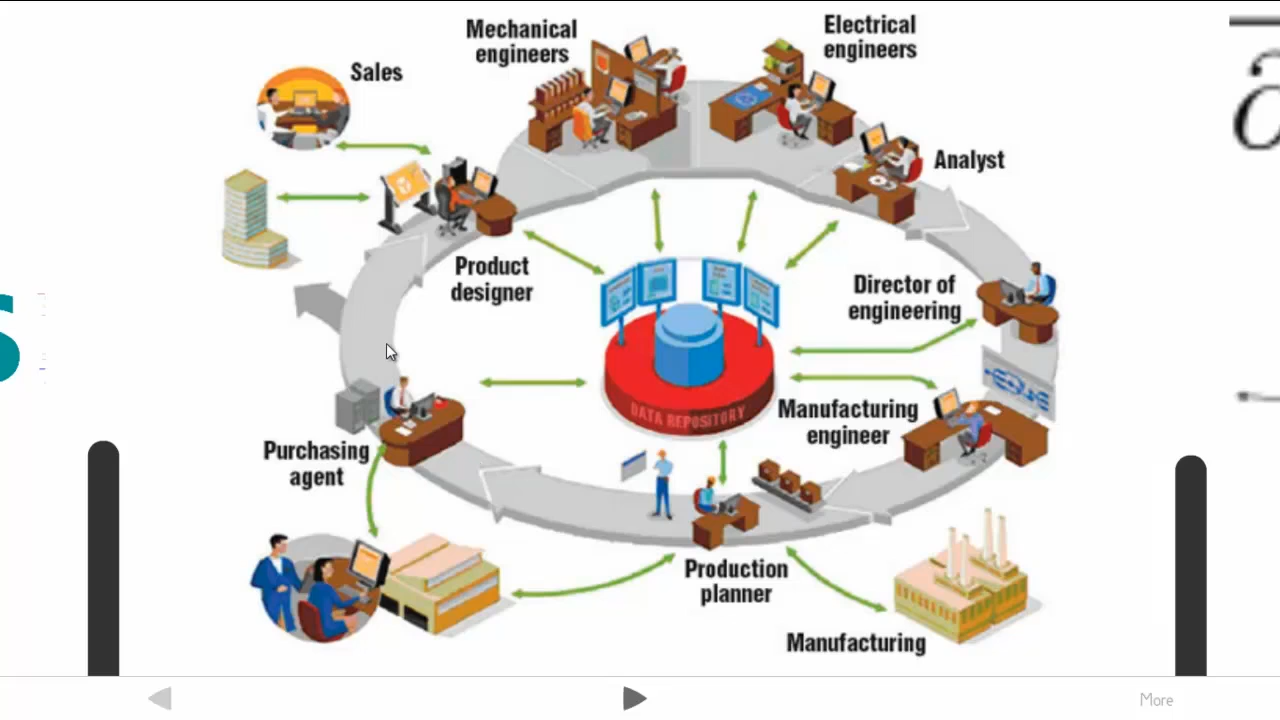 Mechanical
engineers
Electrical
engineers
Sales
Analyst
Product
designer
Director of
engineering
DATA REPOSITORY
Manufacturing
engineer
Purchasing
agent
Production
planner
Manufacturing
More